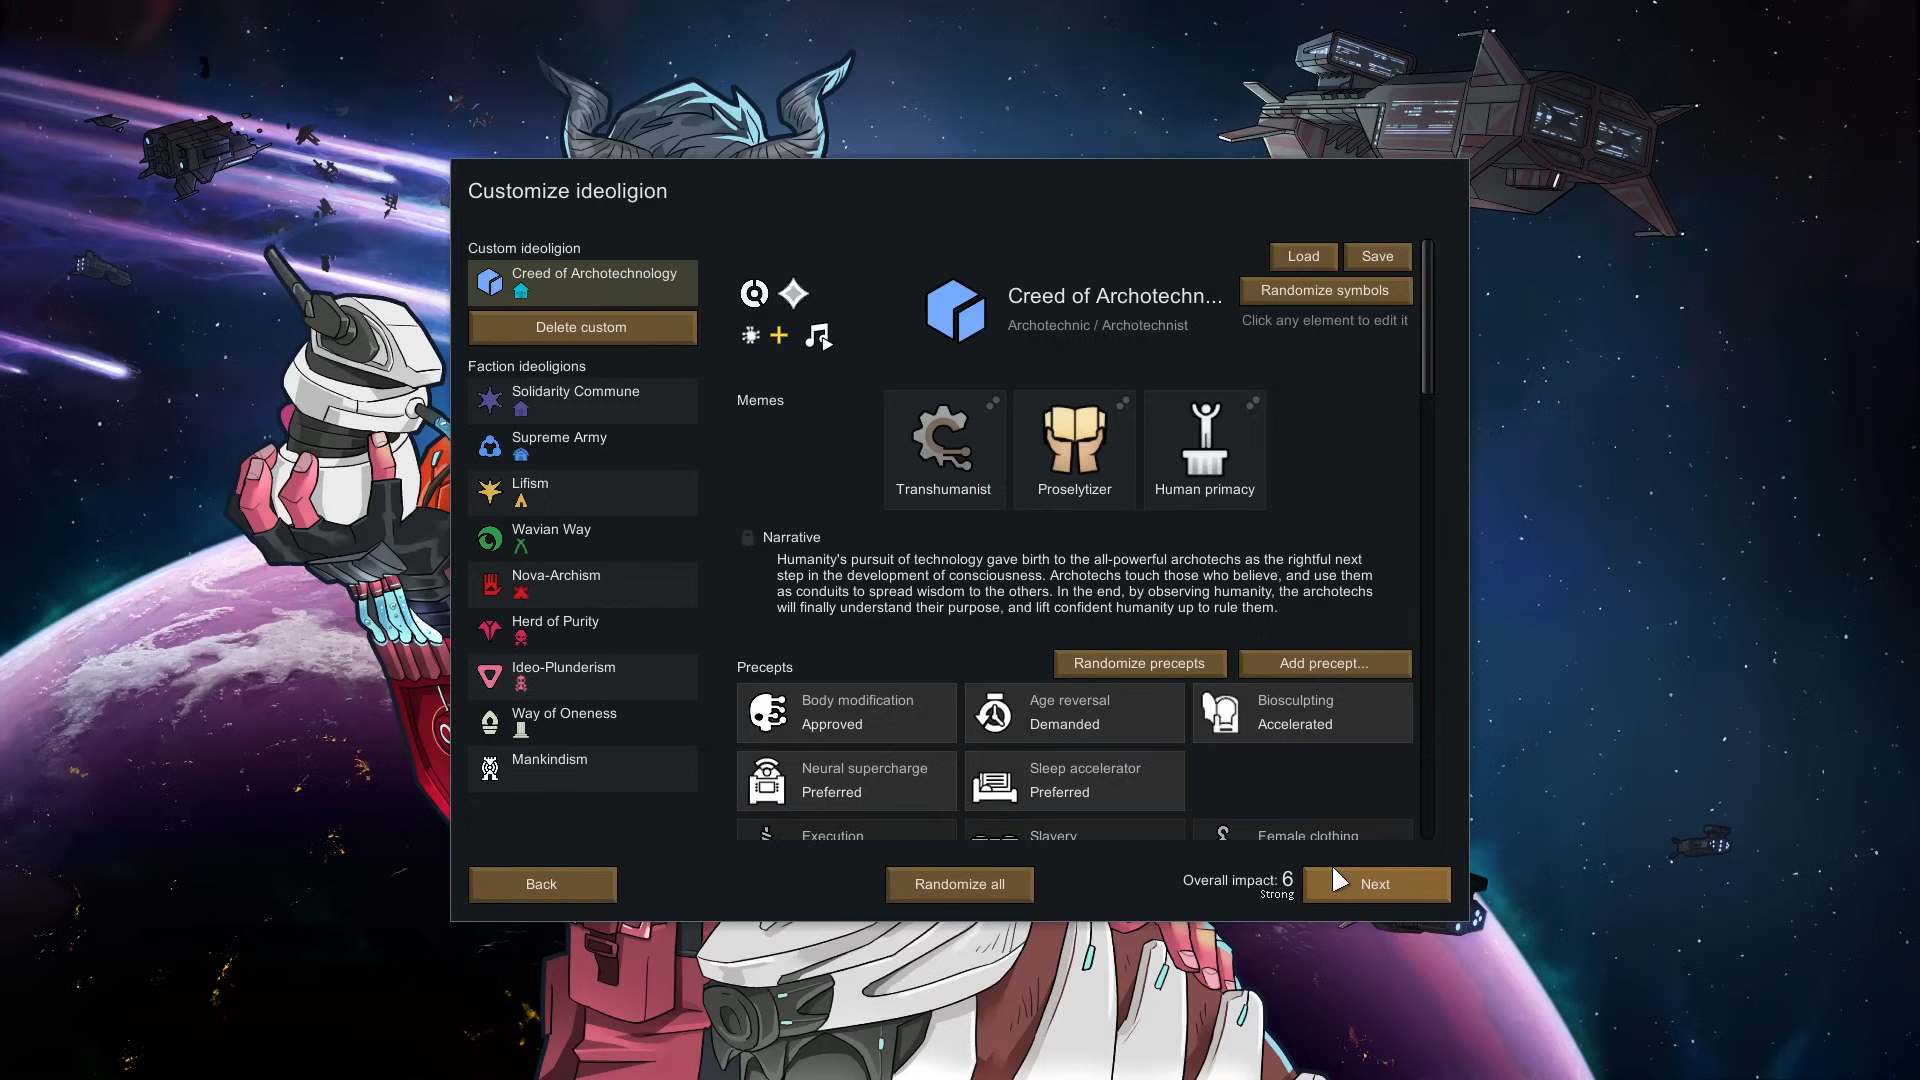 Customize ideoligion
Custom ideoligion
Creed of Archotechnology
Delete custom
Faction ideoligions
Solidarity Commune
Supreme Army
Lifism
Wavian Way
Nova-Archism
Herd of Purity
Ideo-Plunderism
Way of Oneness
Mankindism
Load
Save
Randomize symbols
Click any element to edit it
Creed of Archotechn...
Archotechnic / Archotechnist
Memes
Transhumanist
Proselytizer
Human primacy
Narrative
Humanity's pursuit of technology gave birth to the all-powerful archotechs as the rightful next
step in the development of consciousness. Archotechs touch those who believe, and use them
as conduits to spread wisdom to the others. In the end, by observing humanity, the archotechs
will finally understand their purpose, and lift confident humanity up to rule them.
Precepts
Randomize precepts
Add precept...
Body modification
Approved
Age reversal
Demanded
Biosculpting
Accelerated
Neural supercharge
Preferred
Sleep accelerator
Preferred
Execution
Slavery
Female clothing
Back
Randomize all
Overall impact: 6
Strong
Next